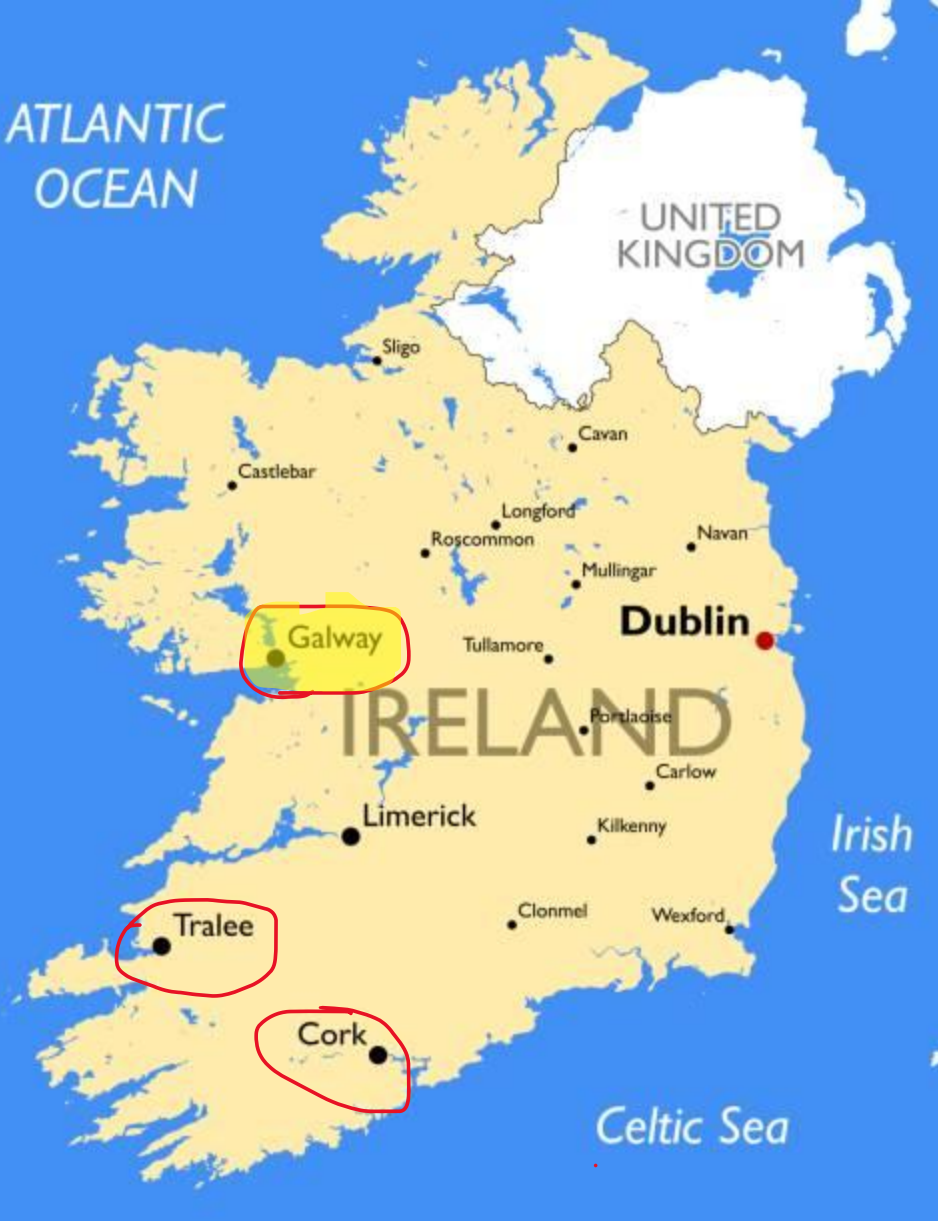 ATLANTIC
OCEAN
UNITED
KINGDOM
Sligo
Cavan
Castlebar
Longford
Roscommon
Navan
Mullingar
Dublin
Galway
Tullamore
IRELAND
Portlaoise
Carlow
Limerick
Kilkenny
Irish
Sea
Clonmel
Wexford
Tralee
Cork
Celtic Sea